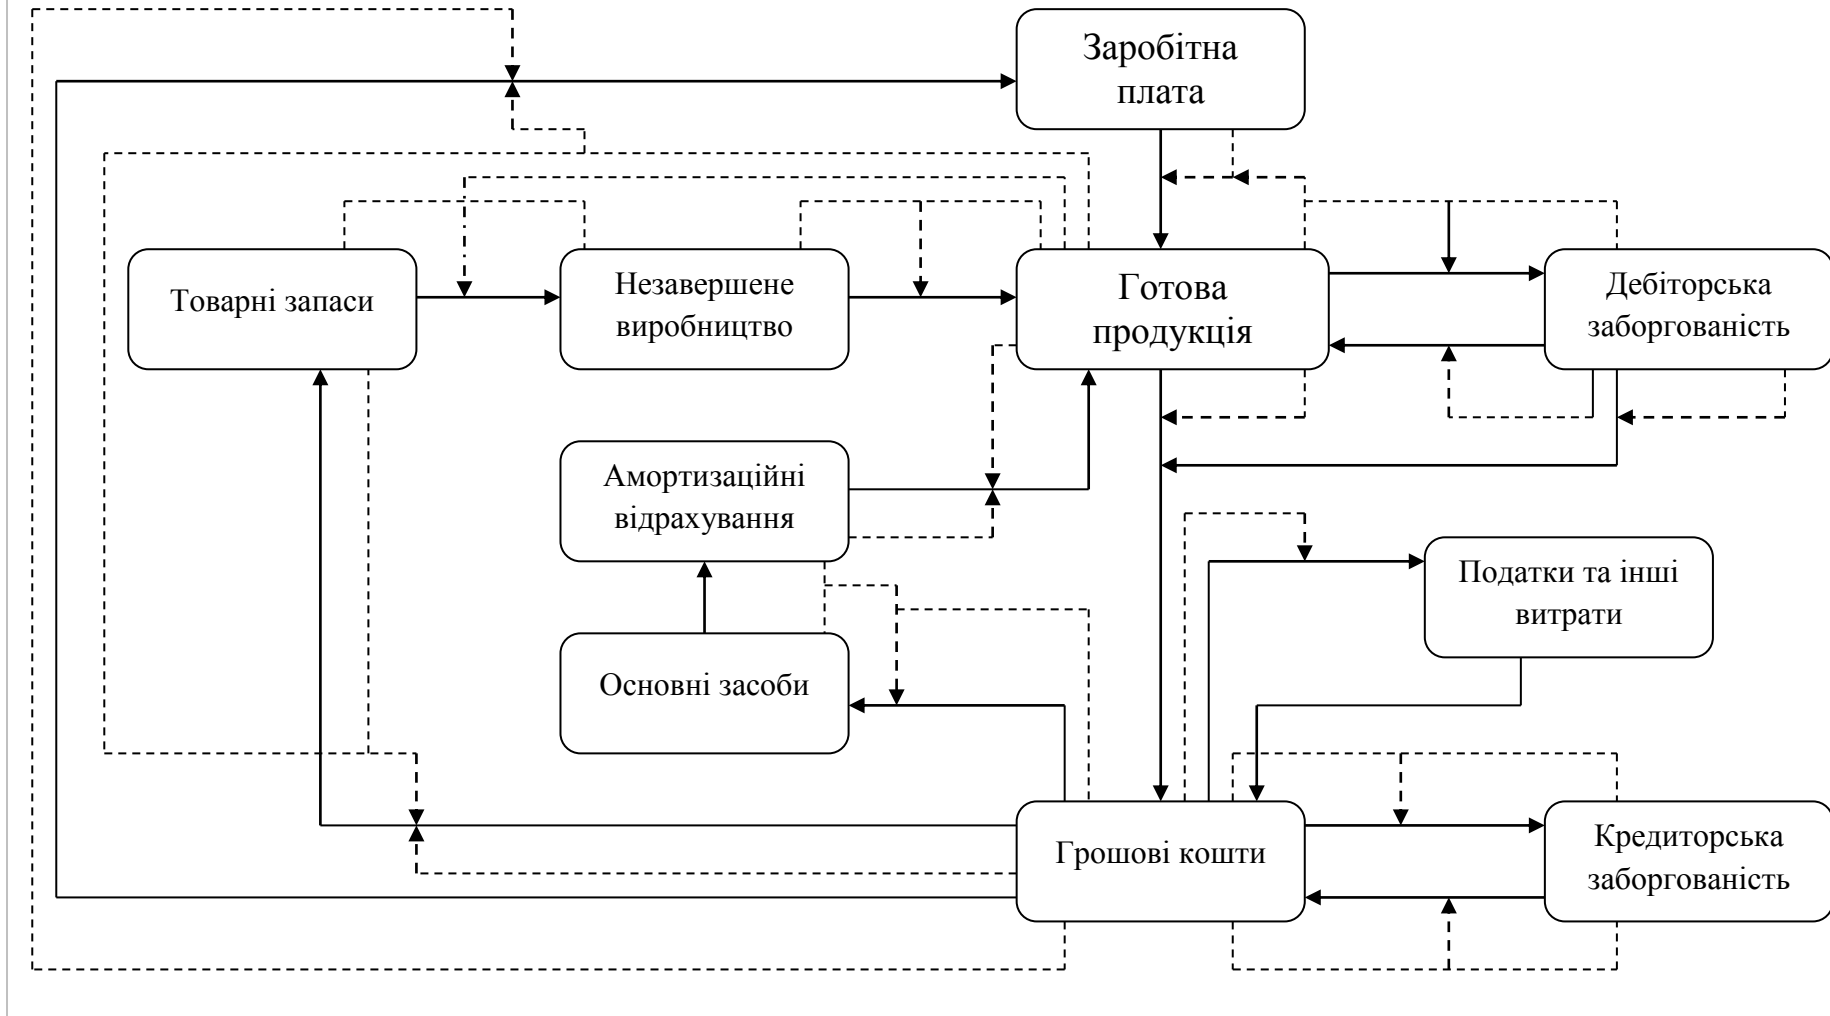 Заробітна
плата
Товарні запаси
Незавершене
виробництво
Готова
продукція
Дебіторська
заборгованість
Амортизаційні
відрахування
Податки та інші
витрати
Основні засоби
Грошові кошти
Кредиторська
заборгованість